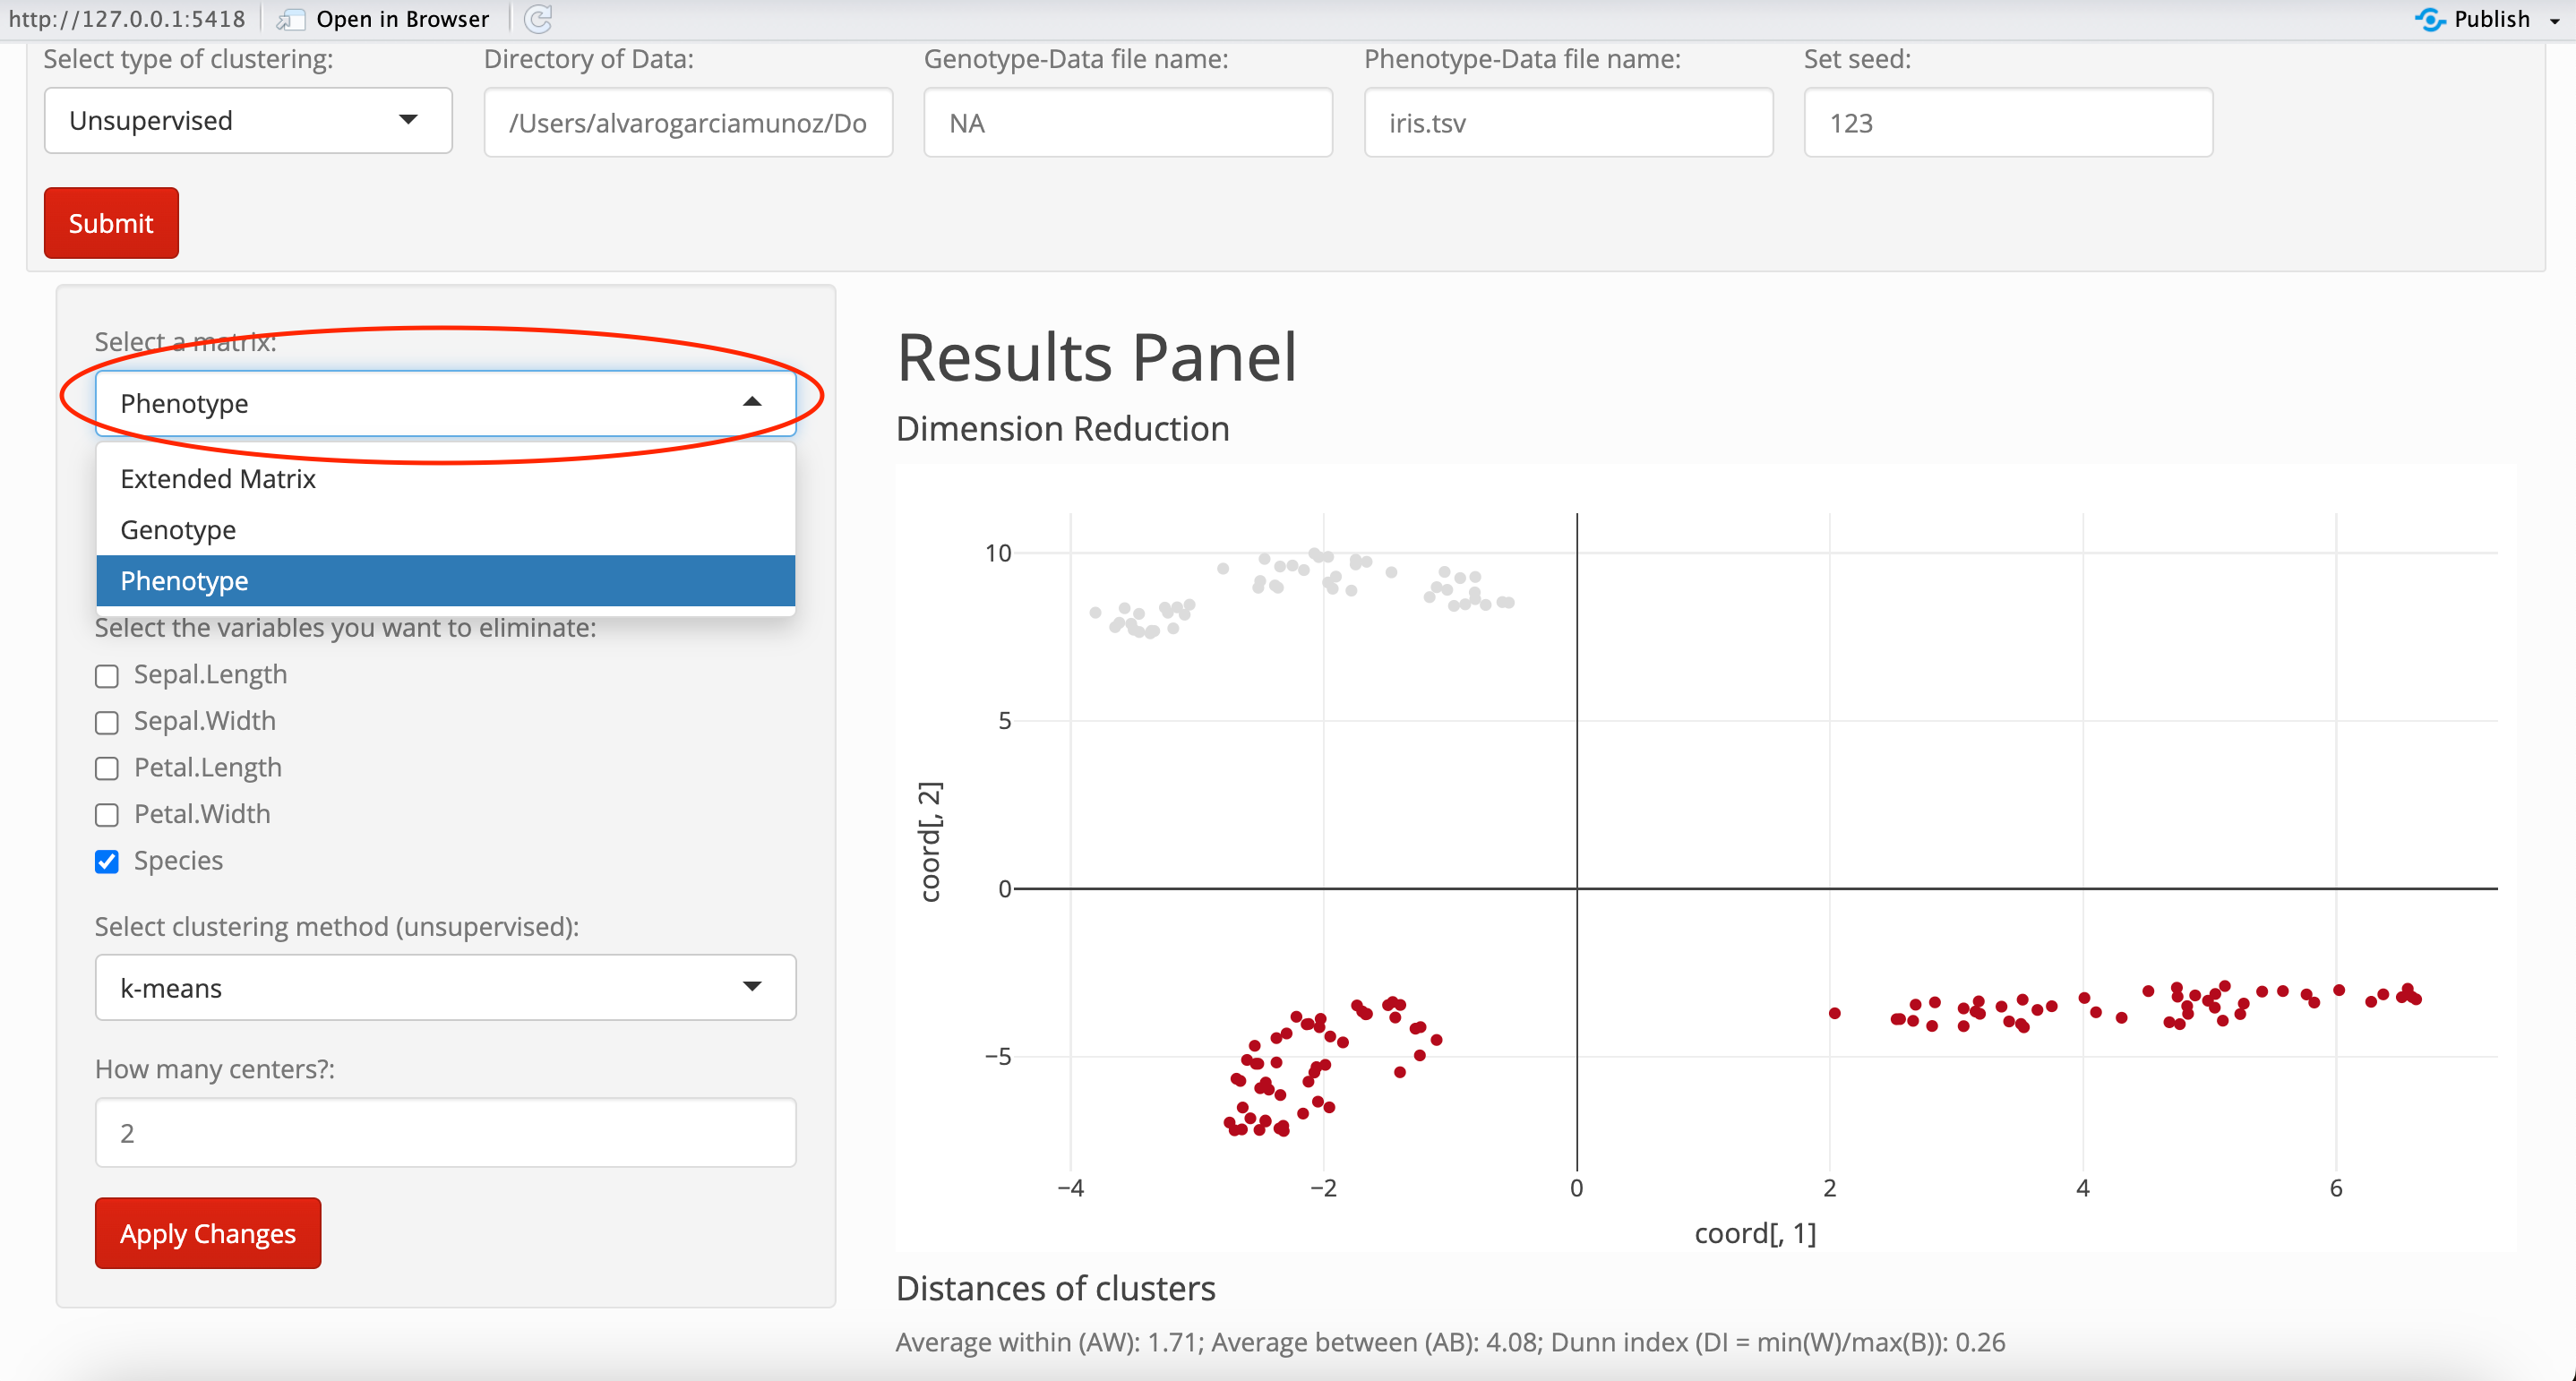 http://127.0.0.1:5418 Open in Browser Publish
Select type of clustering: Directory of Data: Genotype-Data file name: Phenotype-Data file name: Set seed:
Unsupervised /Users/alvarogarciamunoz/Do NA iris.tsv 123
Submit
Select a matrix:
Phenotype
Extended Matrix
Genotype
Phenotype
Select the variables you want to eliminate:
Sepal.Length
Sepal.Width
Petal.Length
Petal.Width
Species
Select clustering method (unsupervised):
k-means
How many centers?:
2
Apply Changes
Results Panel
Dimension Reduction
10
5
0
−5
coord[, 2]
−4 −2 0 2 4 6
coord[, 1]
Distances of clusters
Average within (AW): 1.71; Average between (AB): 4.08; Dunn index (DI = min(W)/max(B)): 0.26